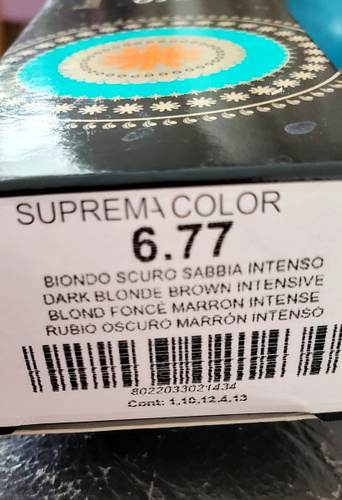 SUPREMA COLOR
6.77
BIONDO SCURO SABBIA INTENSO
DARK BLONDE BROWN INTENSIVE
BLOND FONCÉ MARRON INTENSE
RUBIO OSCURO MARRÓN INTENSO
8022033021434
Cont: 1,10,12,4,13